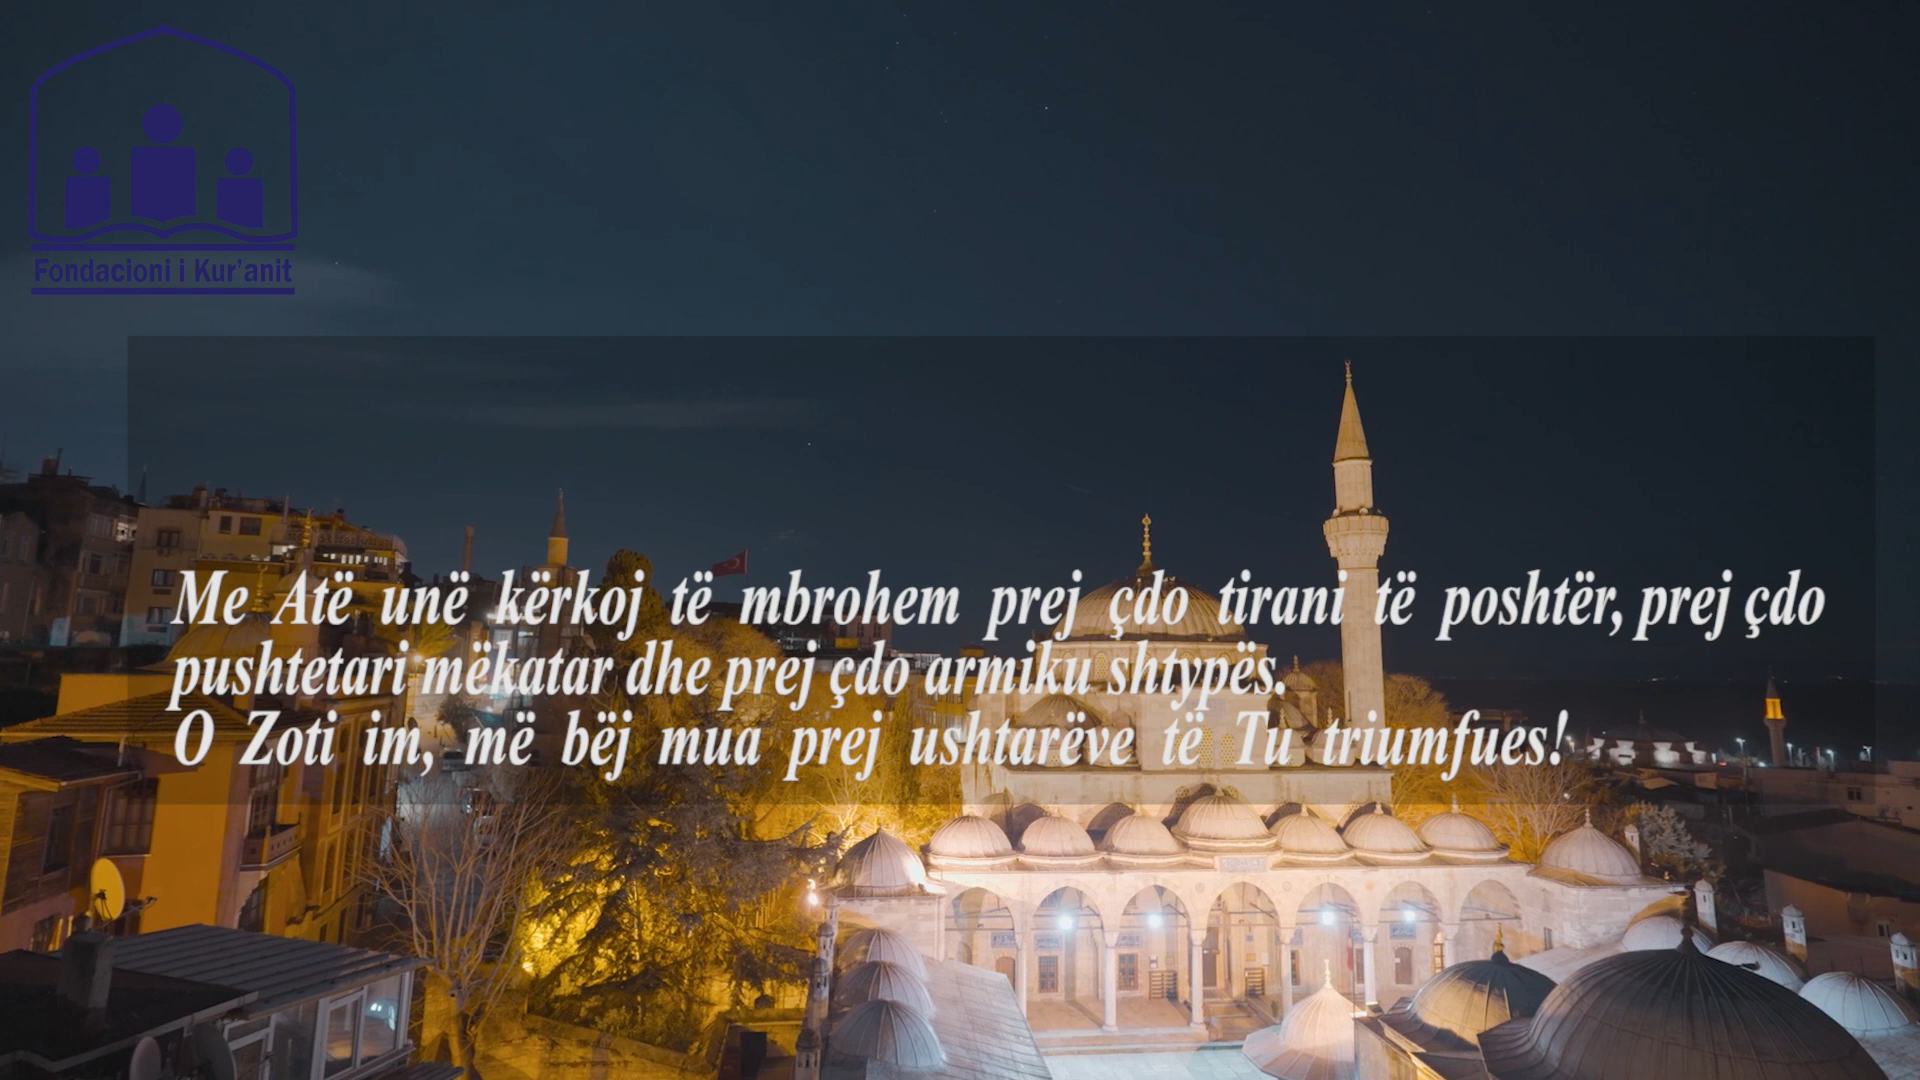 Fondacioni i Kur'anit
Me Atë unë kërkoj të mbrohem prej çdo tirani të poshtër, prej çdo
pushtetari mëkatar dhe prej çdo armiku shtypës.
O Zoti im, më bëj mua prej ushtarëve të Tu triumfues!